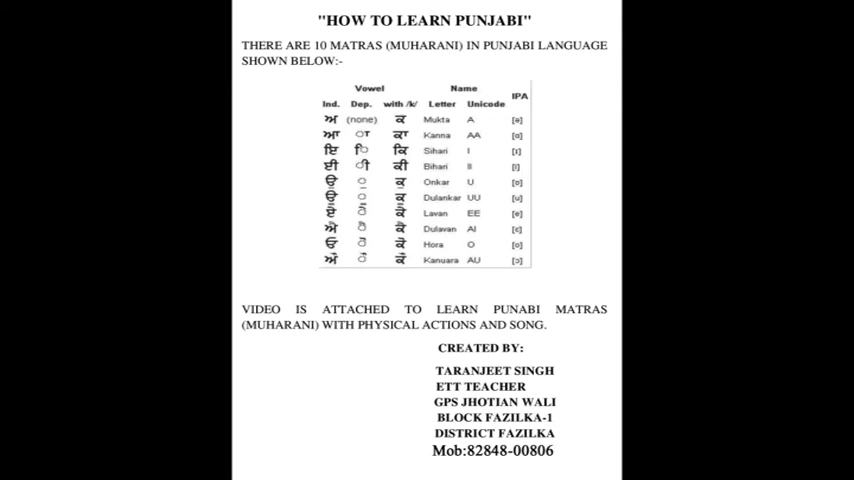 "HOW TO LEARN PUNJABI"
THERE ARE 10 MATRAS (MUHARANI) IN PUNJABI LANGUAGE
SHOWN BELOW:-
Vowel Name IPA
Ind. Dep. with /k/ Letter Unicode
ਅ (none) ਕ Mukta A [ə]
ਆ ਾ ਕਾ Kanna AA [ɑ]
ਇ ਿ ਕਿ Sihari I [ɪ]
ਈ ੀ ਕੀ Bihari II [i]
ਉ ੁ ਕੁ Onkar U [ʊ]
ਊ ੂ ਕੂ Dulankar UU [u]
ਏ ੇ ਕੇ Lavan EE [e]
ਐ ੈ ਕੈ Dulavan AI [ɛ]
ਓ ੋ ਕੋ Hora O [o]
ਔ ੌ ਕੌ Kanuara AU [ɔ]
VIDEO IS ATTACHED TO LEARN PUNABI MATRAS
(MUHARANI) WITH PHYSICAL ACTIONS AND SONG.
CREATED BY:
TARANJEET SINGH
ETT TEACHER
GPS JHOTIAN WALI
BLOCK FAZILKA-1
DISTRICT FAZILKA
Mob:82848-00806